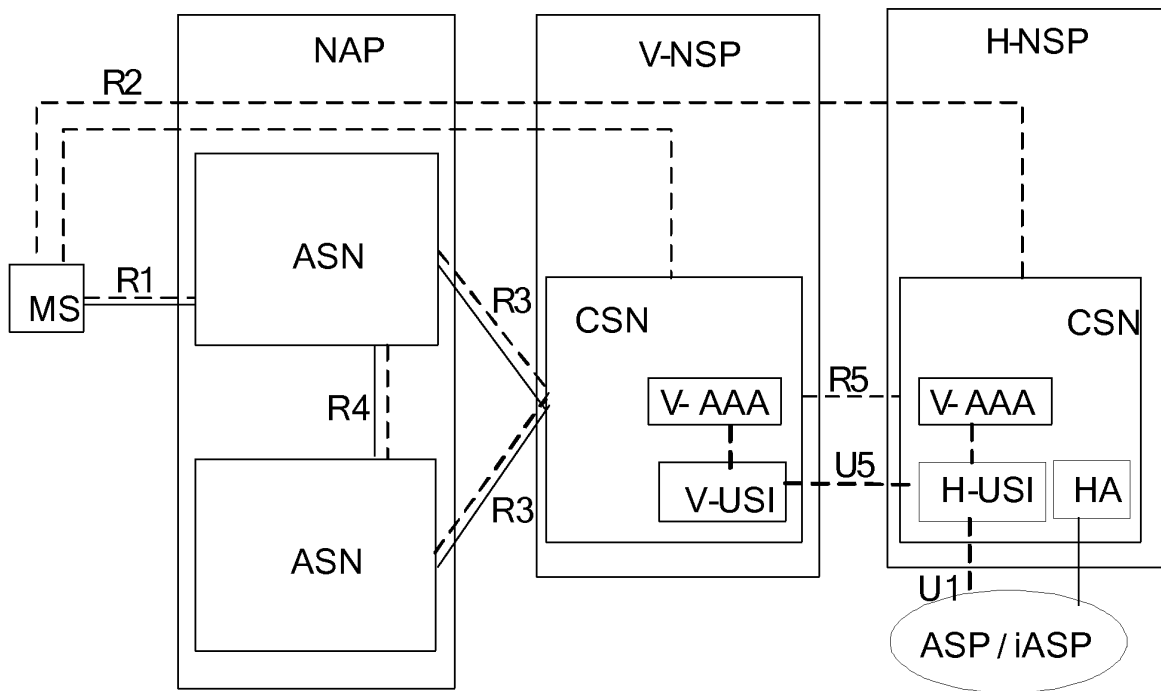 NAP
V-NSP
H-NSP
R2
ASN
R1
MS
R3
CSN
CSN
R4
V- AAA
R5
V- AAA
V-USI
U5
H-USI
HA
R3
ASN
U1
ASP / iASP